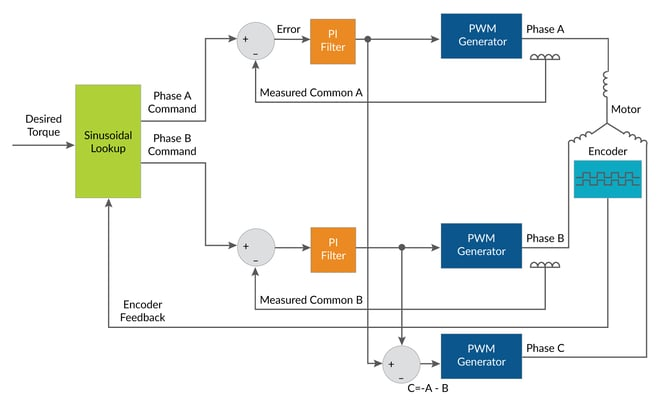 Desired
Torque
Sinusoidal
Lookup
Phase A
Command
Phase B
Command
+
−
Error
PI
Filter
PWM
Generator
Phase A
Measured Common A
Motor
Encoder
+
−
PI
Filter
PWM
Generator
Phase B
Measured Common B
Encoder
Feedback
+
−
C=-A - B
PWM
Generator
Phase C